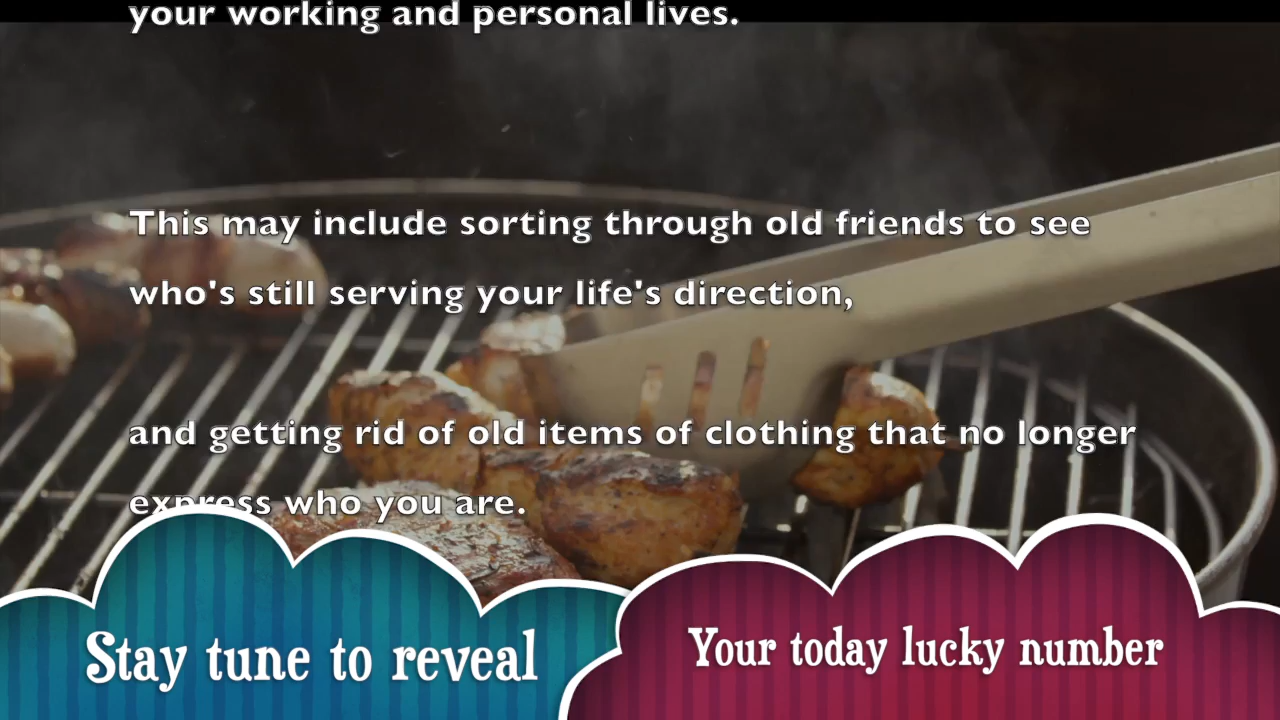 your working and personal lives.
This may include sorting through old friends to see
who's still serving your life's direction,
and getting rid of old items of clothing that no longer
express who you are.
Stay tune to reveal
Your today lucky number